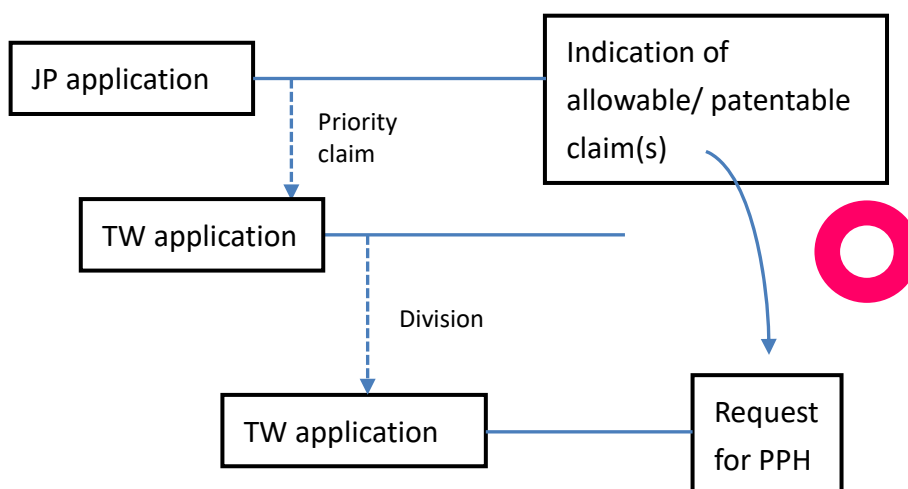 JP application
Indication of
allowable/ patentable
claim(s)
Priority
claim
TW application
Division
TW application
Request
for PPH